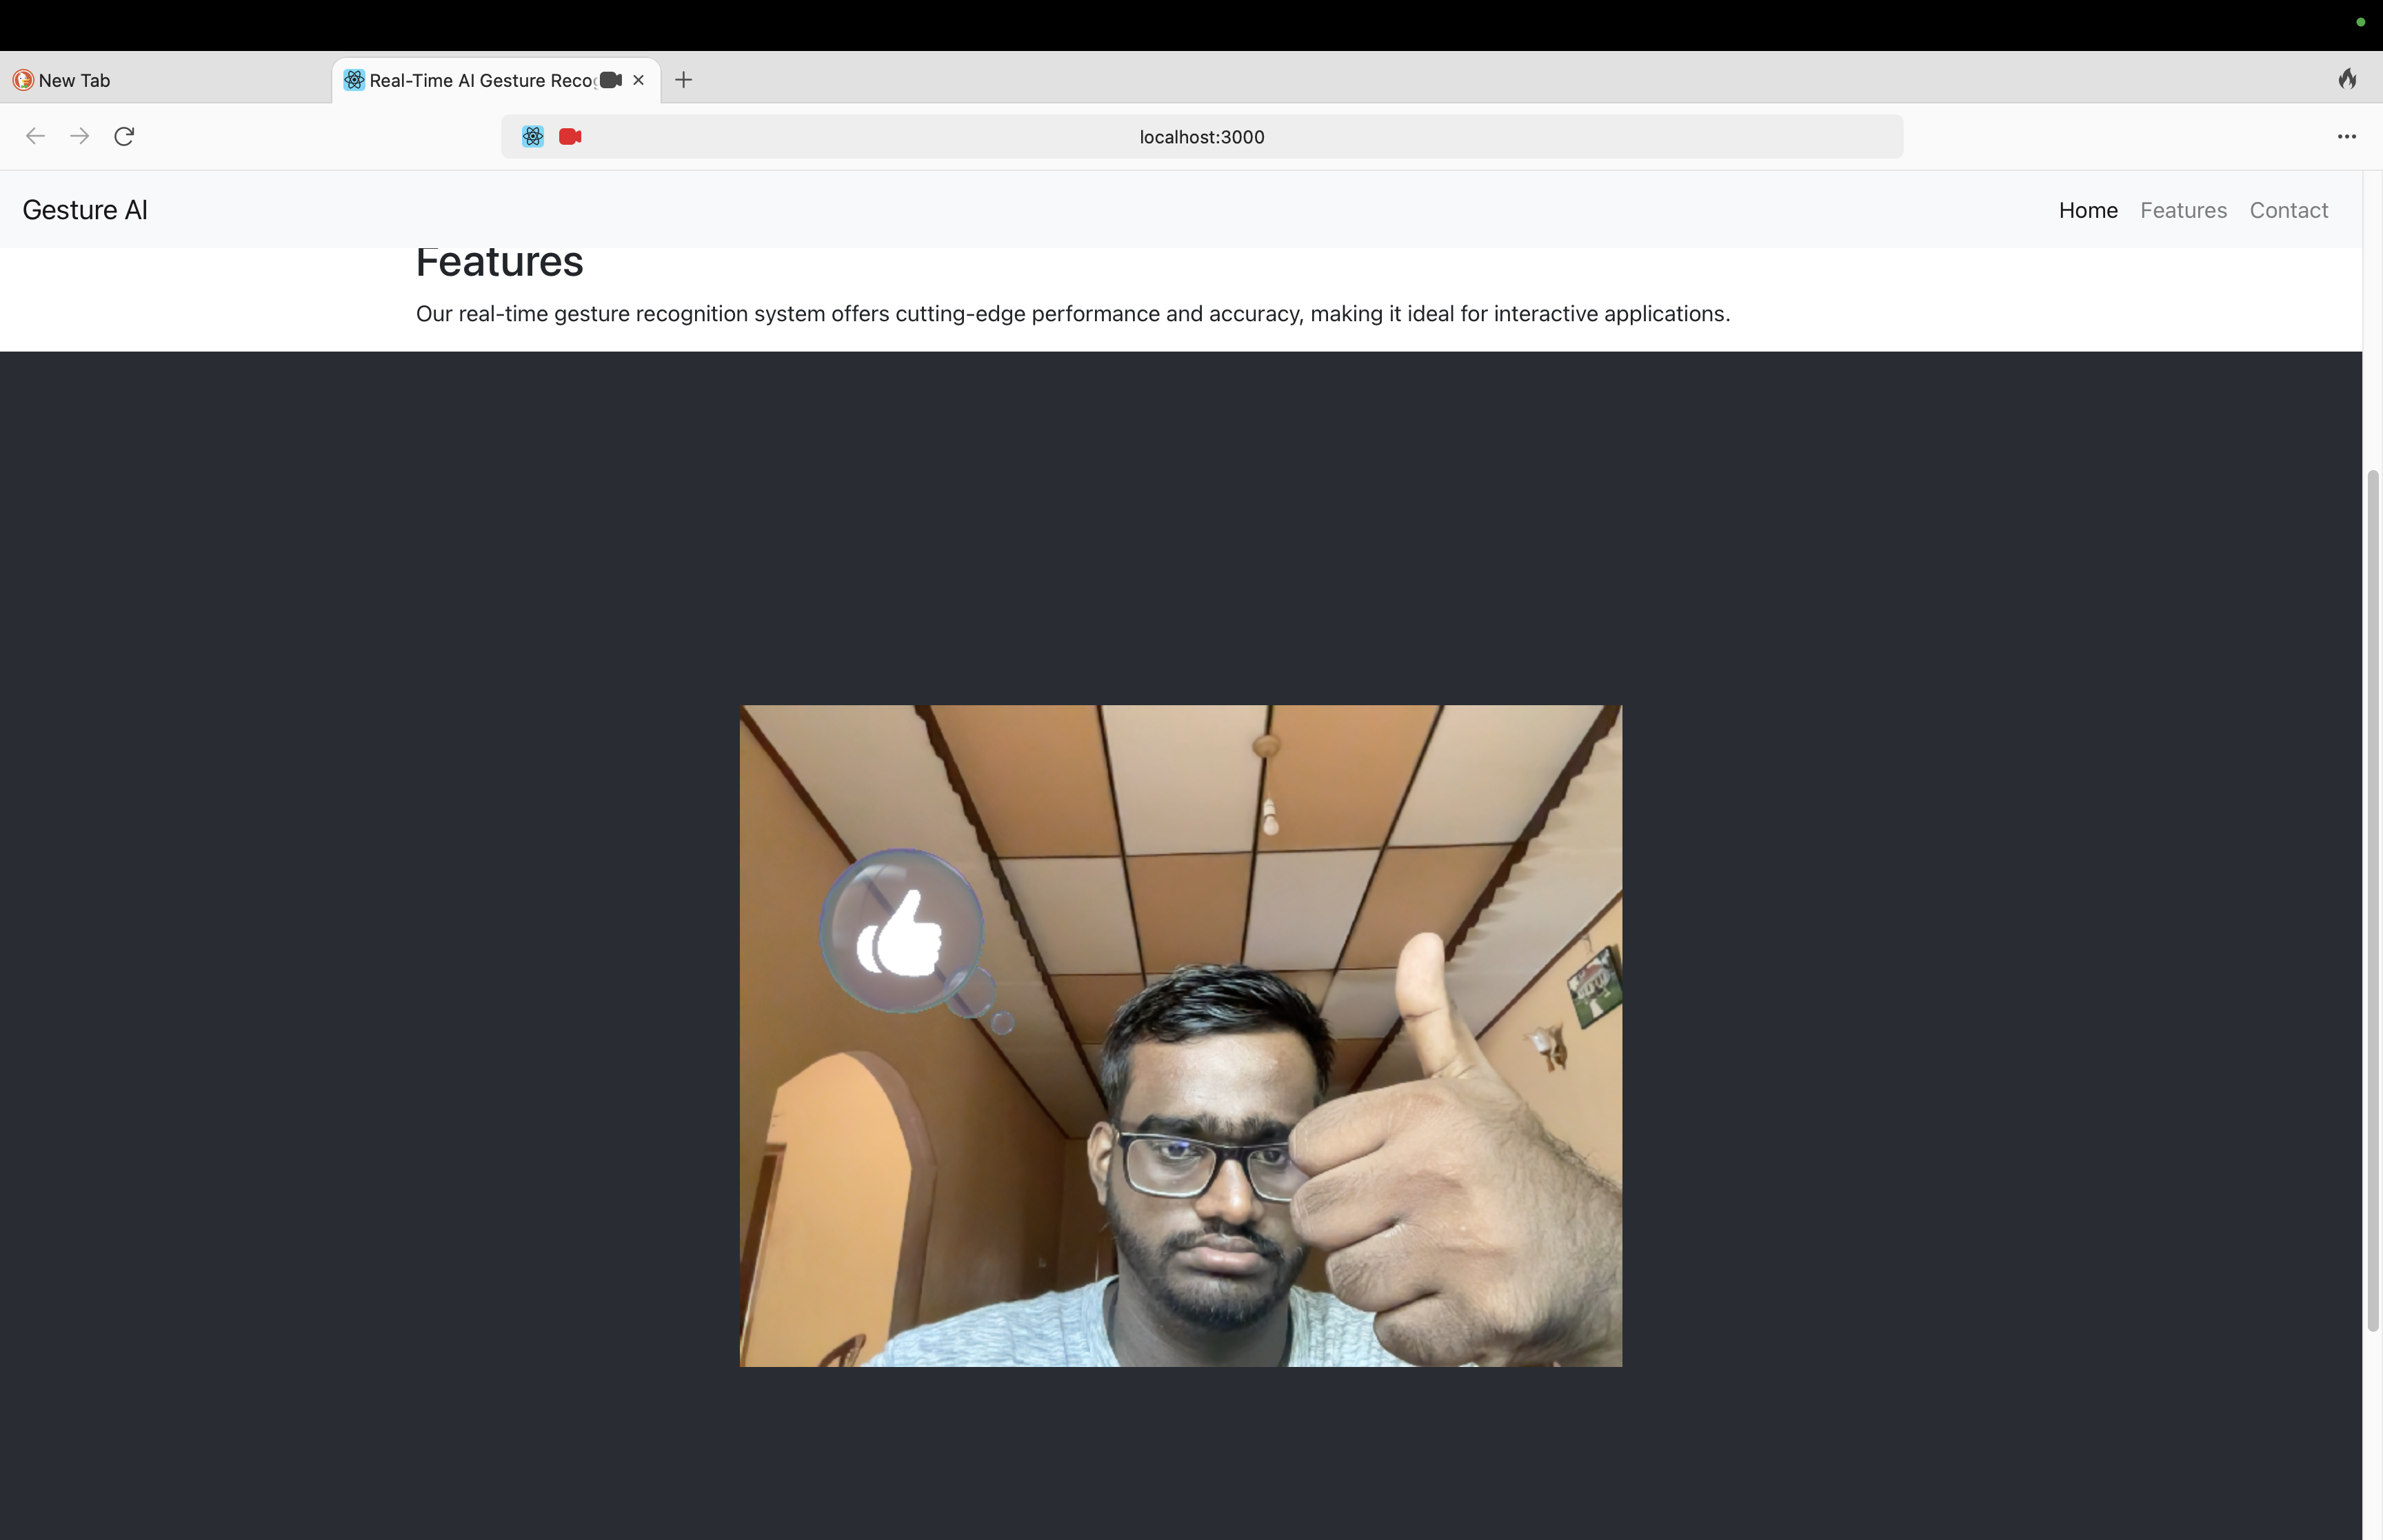 New Tab
Real-Time AI Gesture Reco
localhost:3000
Gesture AI
Home Features Contact
Features
Our real-time gesture recognition system offers cutting-edge performance and accuracy, making it ideal for interactive applications.